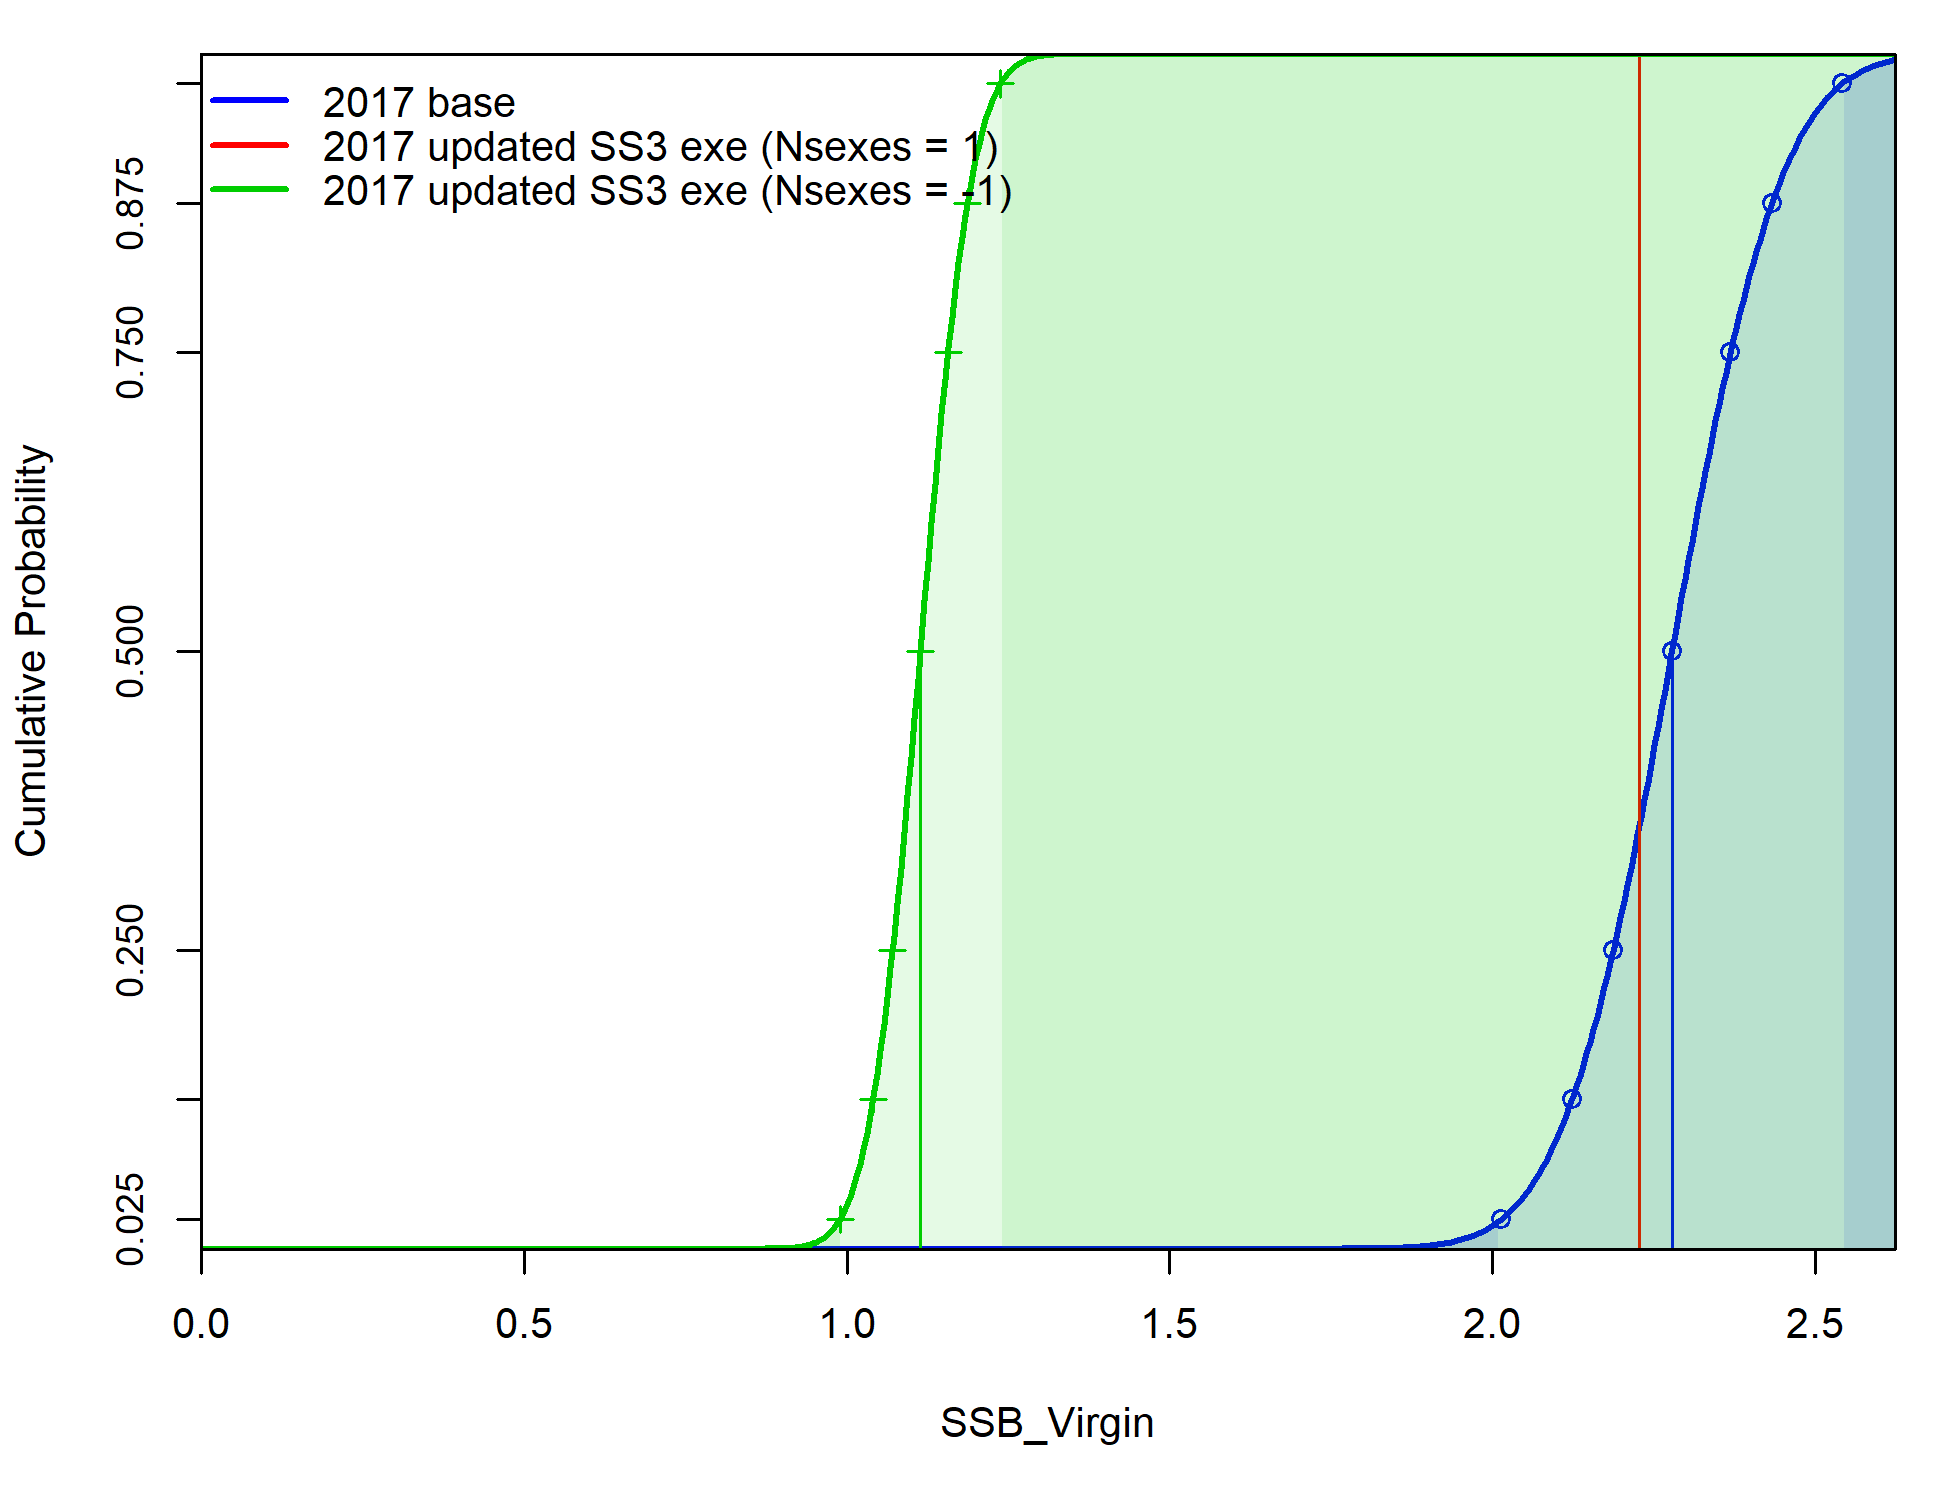 2017 base
2017 updated SS3 exe (Nsexes = 1)
2017 updated SS3 exe (Nsexes = -1)
Cumulative Probability
0.875
0.750
0.500
0.250
0.025
0.0 0.5 1.0 1.5 2.0 2.5
SSB_Virgin